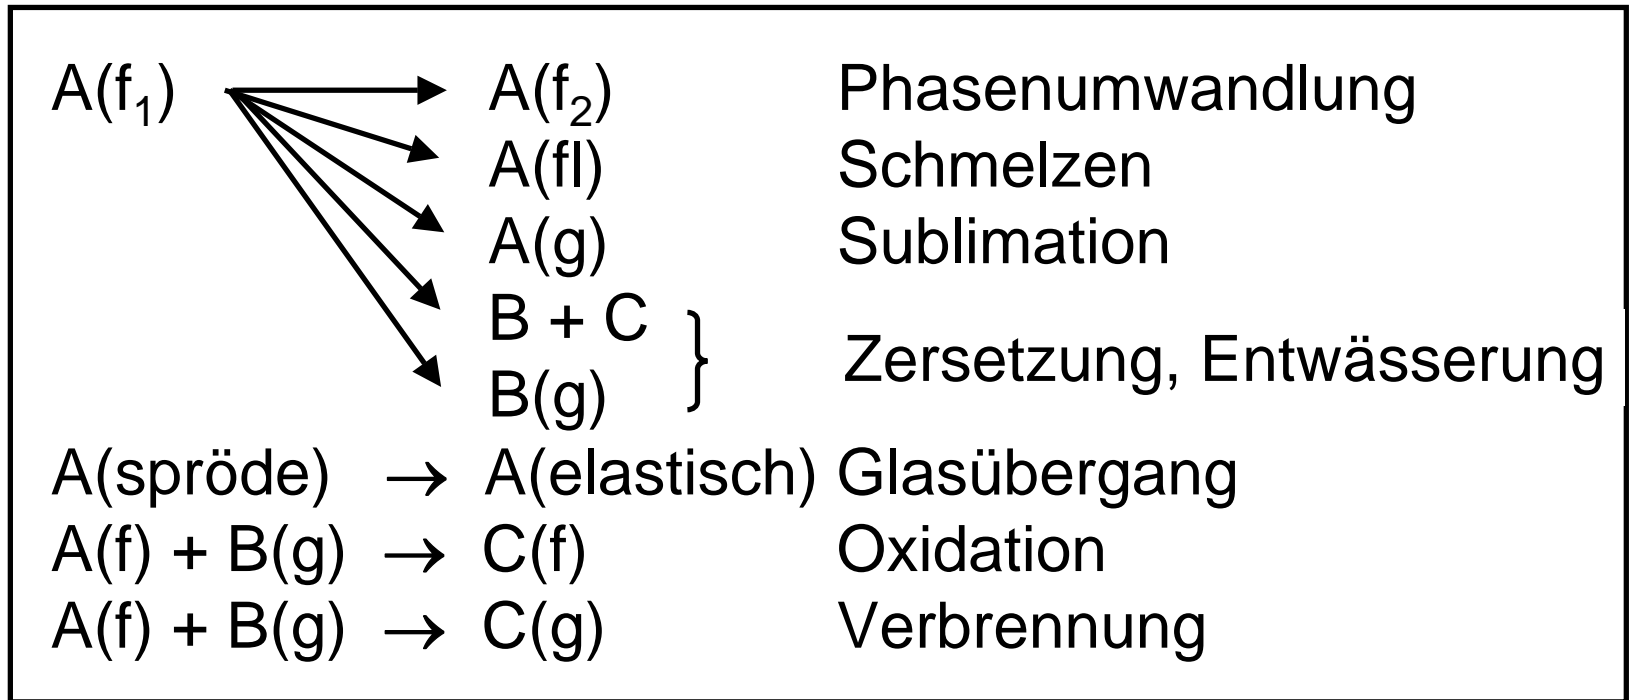 A(f₁) A(f₂) Phasenumwandlung
A(fl) Schmelzen
A(g) Sublimation
B + C
} Zersetzung, Entwässerung
B(g)
A(spröde) → A(elastisch) Glasübergang
A(f) + B(g) → C(f) Oxidation
A(f) + B(g) → C(g) Verbrennung